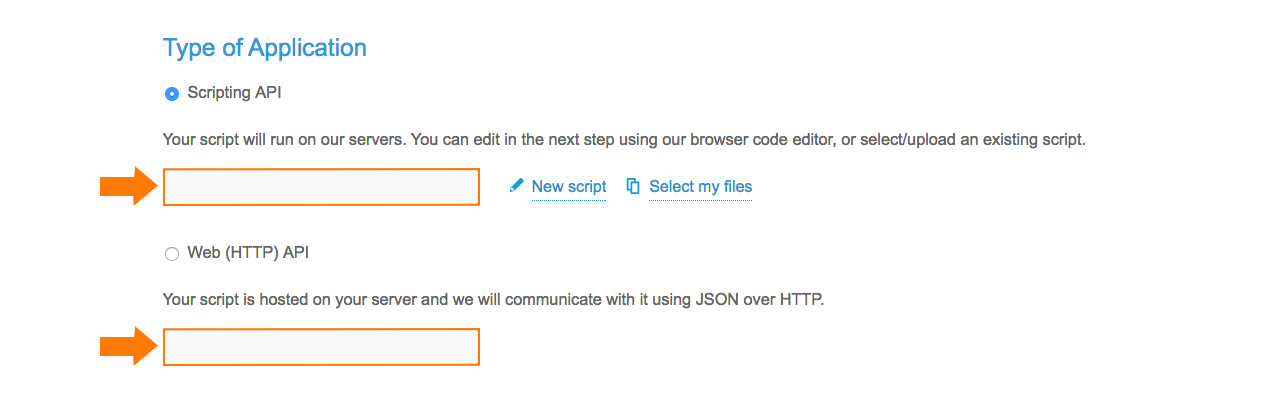 Type of Application
Scripting API
Your script will run on our servers. You can edit in the next step using our browser code editor, or select/upload an existing script.
New script Select my files
Web (HTTP) API
Your script is hosted on your server and we will communicate with it using JSON over HTTP.